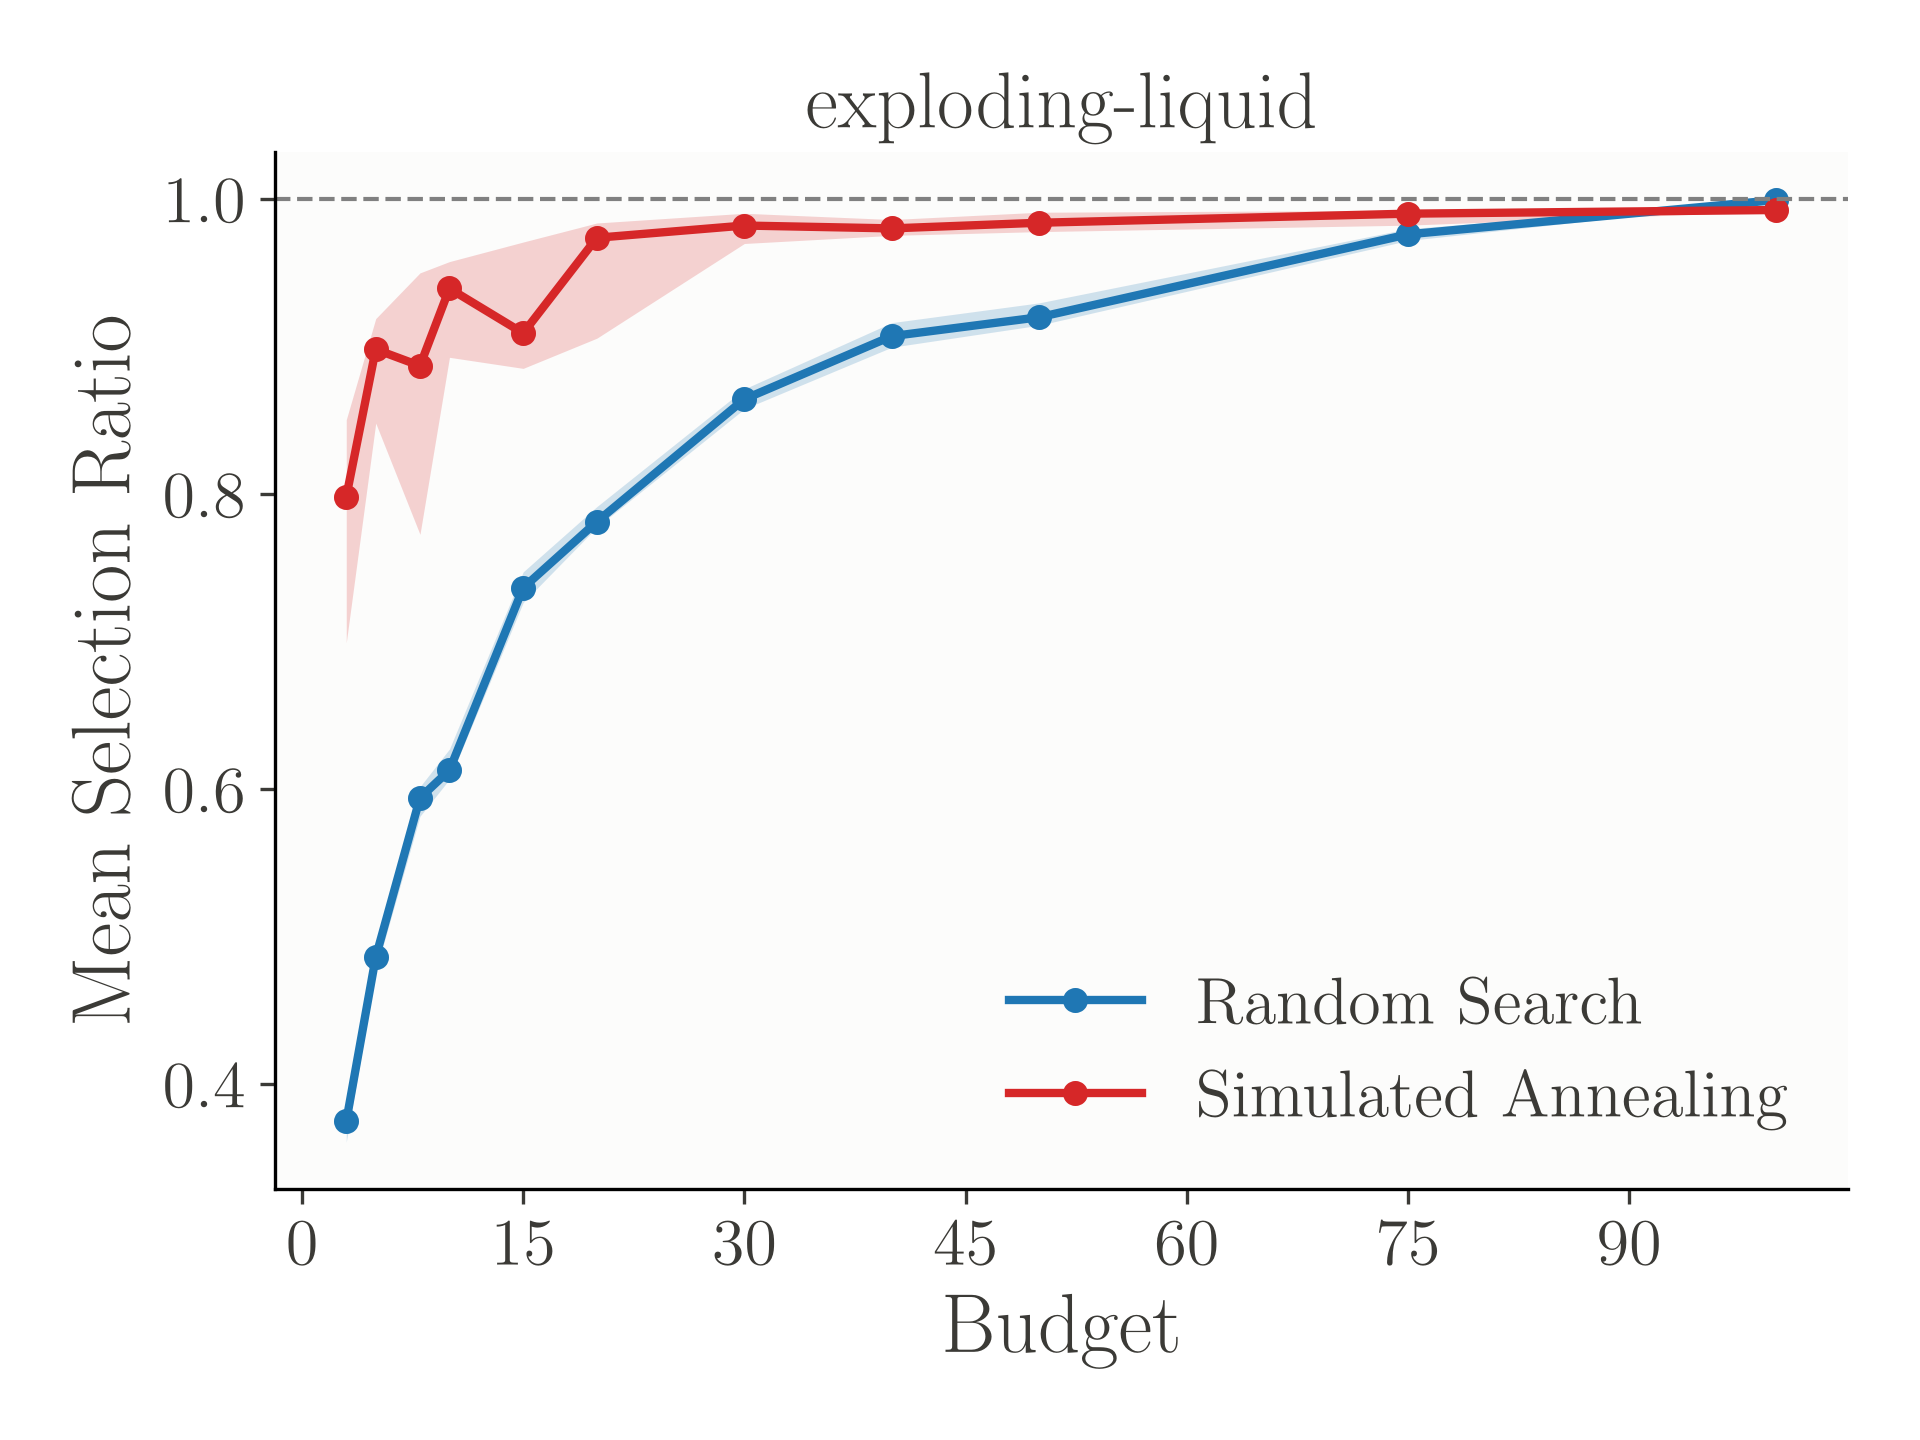 exploding-liquid
Mean Selection Ratio
1.0
0.8
0.6
0.4
Random Search
Simulated Annealing
0 15 30 45 60 75 90
Budget